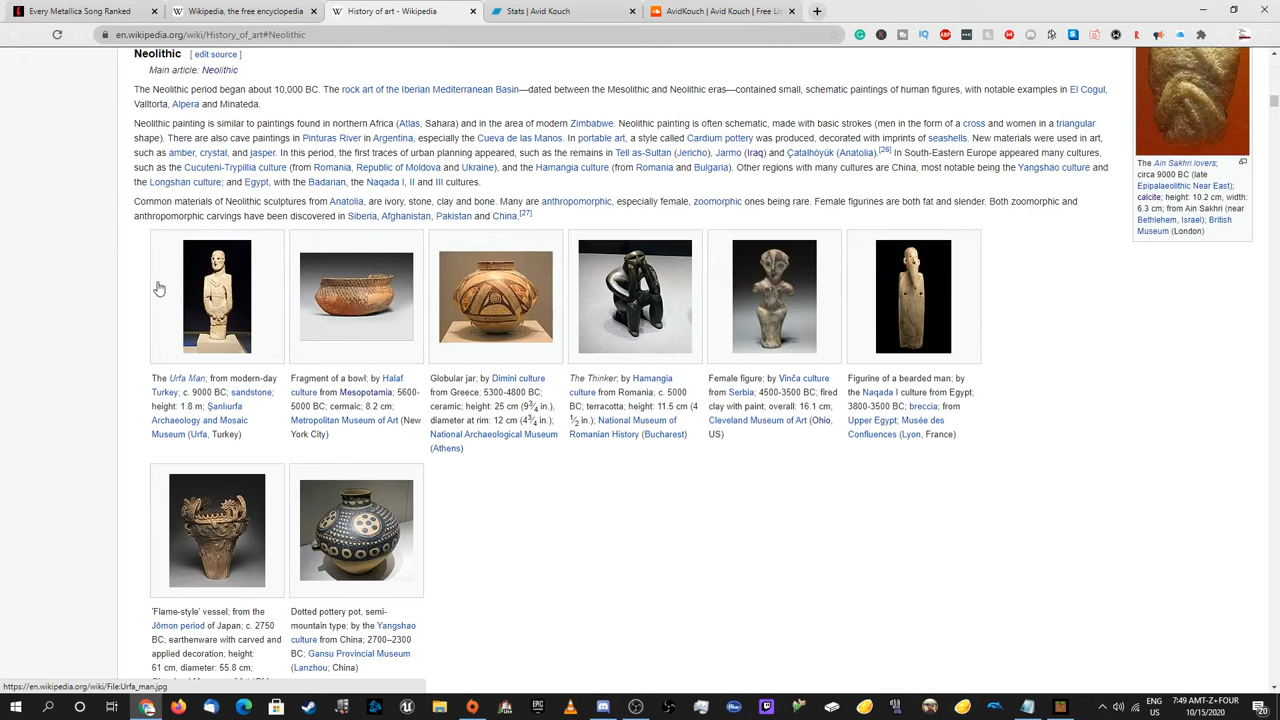 Every Metallica Song Ranked
Wikipedia, the free encyclopedia
History of art - Wikipedia
Stats | Avid Kouch
AvidKouch | Avid Kouch | Free Lis
en.wikipedia.org/wiki/History_of_art#Neolithic
Neolithic [ edit source ]
Main article: Neolithic
The Neolithic period began about 10,000 BC. The rock art of the Iberian Mediterranean Basin—dated between the Mesolithic and Neolithic eras—contained small, schematic paintings of human figures, with notable examples in El Cogul,
Valltorta, Alpera and Minateda.
Neolithic painting is similar to paintings found in northern Africa (Atlas, Sahara) and in the area of modern Zimbabwe. Neolithic painting is often schematic, made with basic strokes (men in the form of a cross and women in a triangular
shape). There are also cave paintings in Pinturas River in Argentina, especially the Cueva de las Manos. In portable art, a style called Cardium pottery was produced, decorated with imprints of seashells. New materials were used in art,
such as amber, crystal, and jasper. In this period, the first traces of urban planning appeared, such as the remains in Tell as-Sultan (Jericho), Jarmo (Iraq) and Çatalhöyük (Anatolia).[26] In South-Eastern Europe appeared many cultures,
such as the Cucuteni-Trypillia culture (from Romania, Republic of Moldova and Ukraine), and the Hamangia culture (from Romania and Bulgaria). Other regions with many cultures are China, most notable being the Yangshao culture and
the Longshan culture; and Egypt, with the Badarian, the Naqada I, II and III cultures.
Common materials of Neolithic sculptures from Anatolia, are ivory, stone, clay and bone. Many are anthropomorphic, especially female, zoomorphic ones being rare. Female figurines are both fat and slender. Both zoomorphic and
anthropomorphic carvings have been discovered in Siberia, Afghanistan, Pakistan and China.[27]
The Ain Sakhri lovers;
circa 9000 BC (late
Epipalaeolithic Near East);
calcite; height: 10.2 cm, width:
6.3 cm; from Ain Sakhri (near
Bethlehem, Israel); British
Museum (London)
The Urfa Man; from modern-day
Turkey; c. 9000 BC; sandstone;
height: 1.8 m; Şanlıurfa
Archaeology and Mosaic
Museum (Urfa, Turkey)
Fragment of a bowl; by Halaf
culture from Mesopotamia; 5600-
5000 BC; cermaic; 8.2 cm;
Metropolitan Museum of Art (New
York City)
Globular jar; by Dimini culture
from Greece; 5300-4800 BC;
ceramic; height: 25 cm (9 3⁄4 in.),
diameter at rim: 12 cm (4 3⁄4 in.);
National Archaeological Museum
(Athens)
The Thinker; by Hamangia
culture from Romania; c. 5000
BC; terracotta; height: 11.5 cm (4
1⁄2 in.); National Museum of
Romanian History (Bucharest)
Female figure; by Vinča culture
from Serbia; 4500-3500 BC; fired
clay with paint; overall: 16.1 cm;
Cleveland Museum of Art (Ohio,
US)
Figurine of a bearded man; by
the Naqada I culture from Egypt;
3800-3500 BC; breccia; from
Upper Egypt; Musée des
Confluences (Lyon, France)
'Flame-style' vessel; from the
Jōmon period of Japan; c. 2750
BC; earthenware with carved and
applied decoration; height:
61 cm, diameter: 55.8 cm;
Dotted pottery pot, semi-
mountain type; by the Yangshao
culture from China; 2700–2300
BC; Gansu Provincial Museum
(Lanzhou; China)
https://en.wikipedia.org/wiki/File:Urfa_man.jpg
ENG
US
7:49 AMT-Z+FOUR
10/15/2020
20